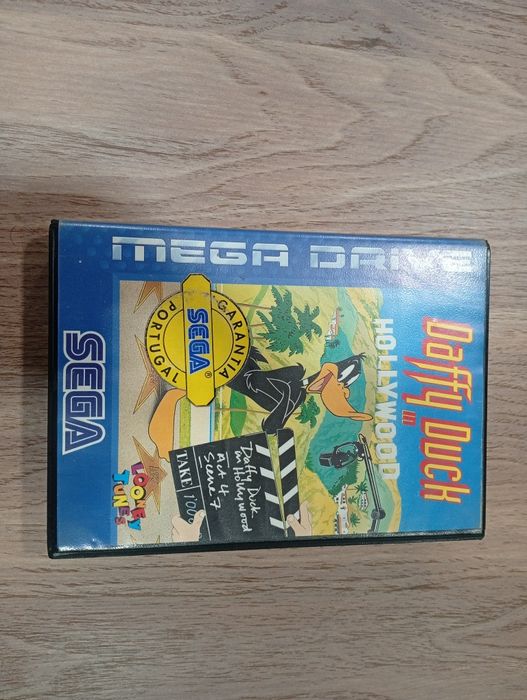 MEGA DRIVE
Daffy Duck
in
HOLLYWOOD
GARANTIA
SEGA®
PORTUGAL
Daffy Duck
in Hollywood
Act 4
Scene 7
TAKE 1000
LOONEY
TUNES
SEGA